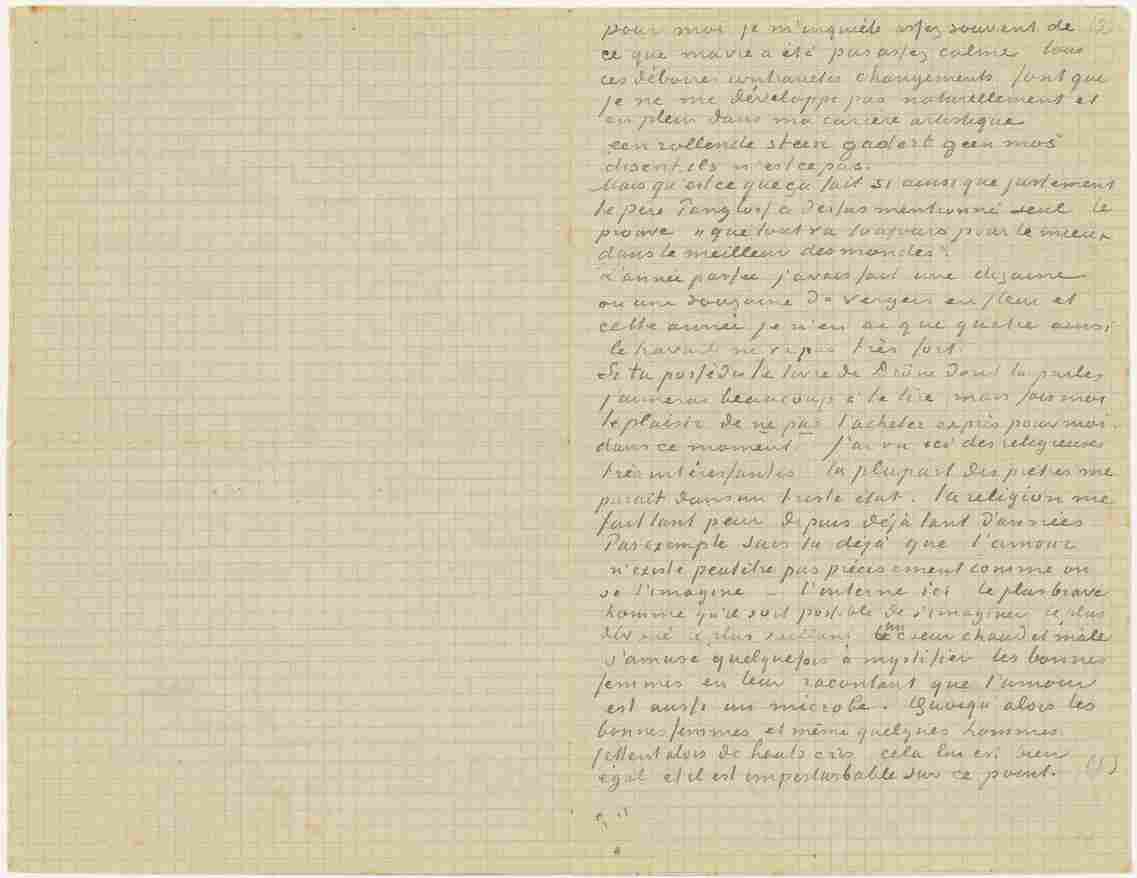 pour moi je m'inquiète assez souvent de (3)
ce que ma vie a été pas assez calme tous
ces déboires contrariétés changements font que
je ne me développe pas naturellement et
en plein dans ma carrière artistique
een rollende steen gadert geen mos
disent ils n'est ce pas.
Mais qu'est ce que ça fait si ainsi que justement
le père Pangloss ci dessus mentionné seul le
prouve "que tout va toujours pour le mieux
dans le meilleur des mondes".
L'année passée j'avais fait une dizaine
ou une douzaine de vergers en fleur et
cette année je n'en ai que quatre ainsi
le travail ne va pas très fort.
Si tu possèdes le livre de Drône dont tu parles
j'aimerais beaucoup à le lire mais fais moi
le plaisir de ne pas l'acheter exprès pour moi
dans ce moment. J'ai vu ici des religieuses
très intéressantes la plupart des prêtres me
paraît dans un triste état. la religion me
fait tant peur depuis déjà tant d'années
Par exemple sais tu déjà que l'amour
n'existe peutêtre pas précisement comme on
se l'imagine – l'interne ici le plus brave
homme qu'il soit possible de s'imaginer le plus
dévoué le plus vaillant un coeur chaud et mâle
s'amuse quelquefois à mystifier les bonnes
femmes en leur racontant que l'amour
est aussi un microbe. Quoiqu'alors les
bonnes femmes et même quelques hommes
jettent alors de hauts cris cela lui est bien
égal et il est imperturbable sur ce point.